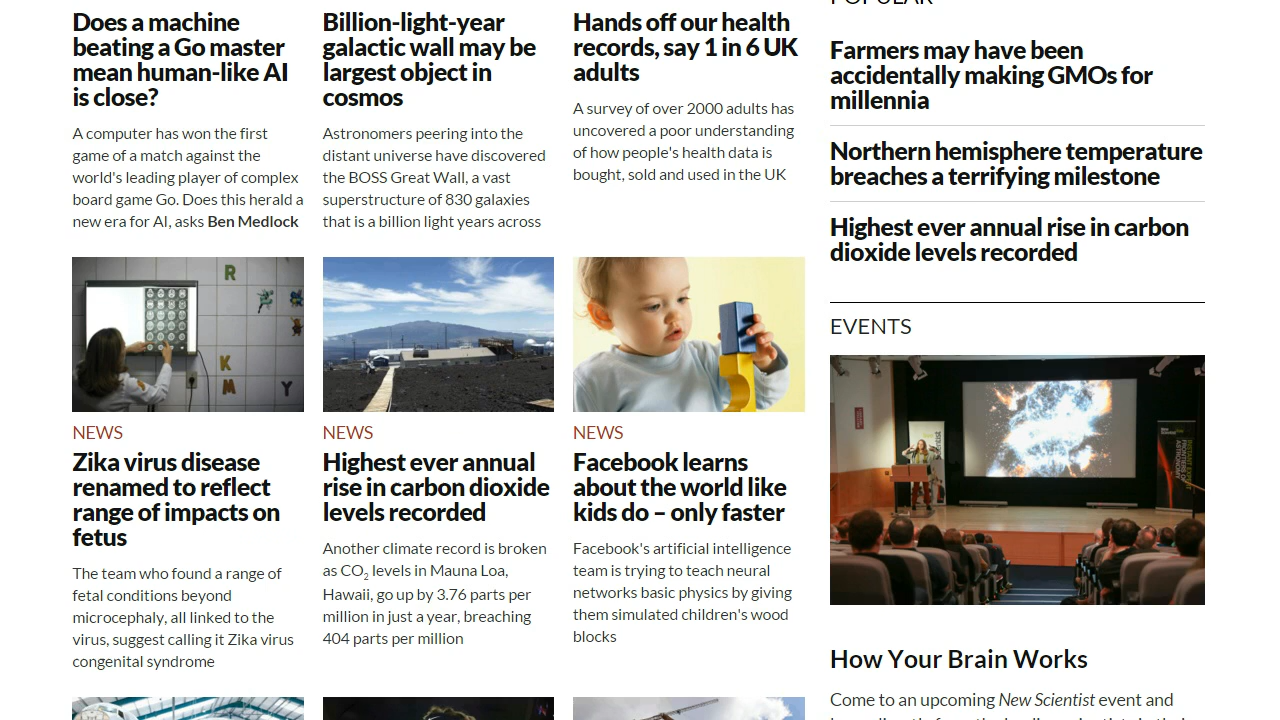 Does a machine
beating a Go master
mean human-like AI
is close?
A computer has won the first
game of a match against the
world's leading player of complex
board game Go. Does this herald a
new era for AI, asks Ben Medlock
Billion-light-year
galactic wall may be
largest object in
cosmos
Astronomers peering into the
distant universe have discovered
the BOSS Great Wall, a vast
superstructure of 830 galaxies
that is a billion light years across
Hands off our health
records, say 1 in 6 UK
adults
A survey of over 2000 adults has
uncovered a poor understanding
of how people's health data is
bought, sold and used in the UK
R
K
M
Y
NEWS
Zika virus disease
renamed to reflect
range of impacts on
fetus
The team who found a range of
fetal conditions beyond
microcephaly, all linked to the
virus, suggest calling it Zika virus
congenital syndrome
NEWS
Highest ever annual
rise in carbon dioxide
levels recorded
Another climate record is broken
as CO₂ levels in Mauna Loa,
Hawaii, go up by 3.76 parts per
million in just a year, breaching
404 parts per million
NEWS
Facebook learns
about the world like
kids do – only faster
Facebook's artificial intelligence
team is trying to teach neural
networks basic physics by giving
them simulated children's wood
blocks
POPULAR
Farmers may have been
accidentally making GMOs for
millennia
Northern hemisphere temperature
breaches a terrifying milestone
Highest ever annual rise in carbon
dioxide levels recorded
EVENTS
How Your Brain Works
Come to an upcoming New Scientist event and